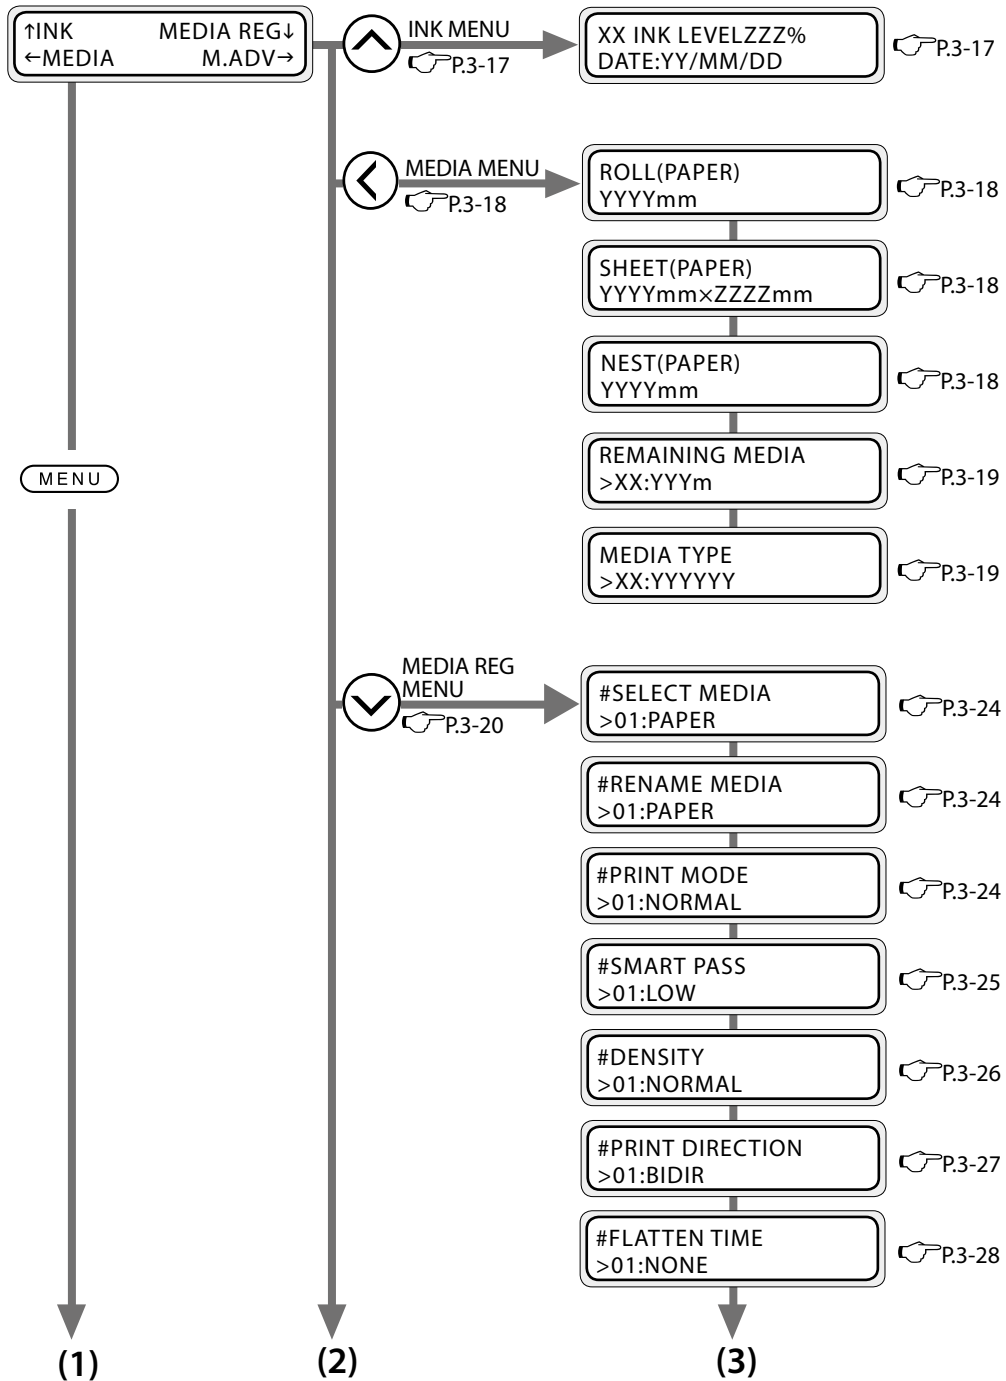 ↑INK MEDIA REG↓
←MEDIA M.ADV→
INK MENU
P.3-17
XX INK LEVELZZZ%
DATE:YY/MM/DD
P.3-17
MEDIA MENU
P.3-18
ROLL(PAPER)
YYYYmm
P.3-18
SHEET(PAPER)
YYYYmm×ZZZZmm
P.3-18
NEST(PAPER)
YYYYmm
P.3-18
MENU
REMAINING MEDIA
>XX:YYYm
P.3-19
MEDIA TYPE
>XX:YYYYYY
P.3-19
MEDIA REG
MENU
P.3-20
#SELECT MEDIA
>01:PAPER
P.3-24
#RENAME MEDIA
>01:PAPER
P.3-24
#PRINT MODE
>01:NORMAL
P.3-24
#SMART PASS
>01:LOW
P.3-25
#DENSITY
>01:NORMAL
P.3-26
#PRINT DIRECTION
>01:BIDIR
P.3-27
#FLATTEN TIME
>01:NONE
P.3-28
(1) (2) (3)